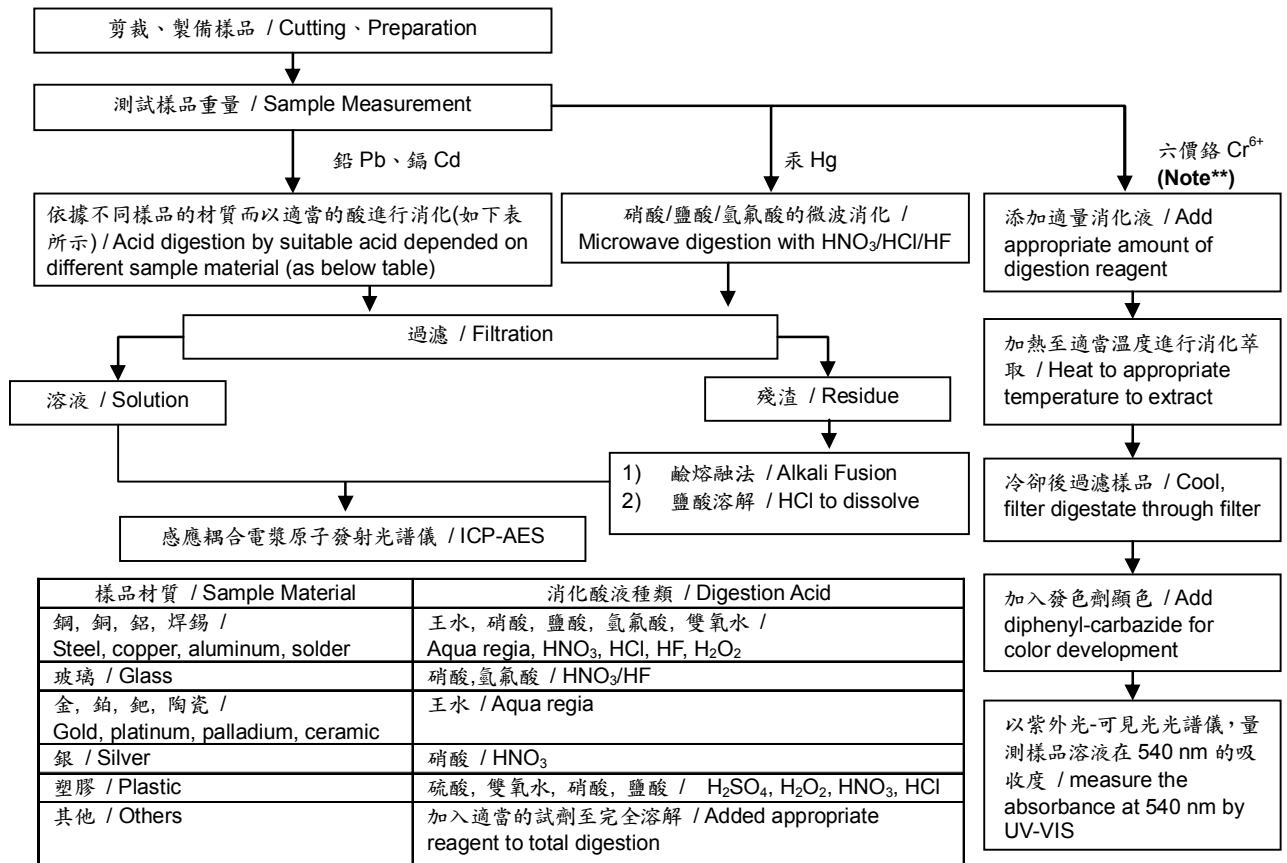 剪裁、製備樣品 / Cutting、Preparation
測試樣品重量 / Sample Measurement
鉛 Pb、鎘 Cd
汞 Hg
六價鉻 Cr⁶⁺
(Note**)
依據不同樣品的材質而以適當的酸進行消化(如下表
所示) / Acid digestion by suitable acid depended on
different sample material (as below table)
硝酸/鹽酸/氫氟酸的微波消化 /
Microwave digestion with HNO₃/HCl/HF
添加適量消化液 / Add
appropriate amount of
digestion reagent
過濾 / Filtration
加熱至適當溫度進行消化萃
取 / Heat to appropriate
temperature to extract
溶液 / Solution
殘渣 / Residue
1) 鹼熔融法 / Alkali Fusion
2) 鹽酸溶解 / HCl to dissolve
冷卻後過濾樣品 / Cool,
filter digestate through filter
感應耦合電漿原子發射光譜儀 / ICP-AES
加入發色劑顯色 / Add
diphenyl-carbazide for
color development
以紫外光-可見光光譜儀，量
測樣品溶液在 540 nm 的吸
收度 / measure the
absorbance at 540 nm by
UV-VIS
樣品材質 / Sample Material
消化酸液種類 / Digestion Acid
鋼, 銅, 鋁, 焊錫 /
Steel, copper, aluminum, solder
王水, 硝酸, 鹽酸, 氫氟酸, 雙氧水 /
Aqua regia, HNO₃, HCl, HF, H₂O₂
玻璃 / Glass
硝酸,氫氟酸 / HNO₃/HF
金, 鉑, 鈀, 陶瓷 /
Gold, platinum, palladium, ceramic
王水 / Aqua regia
銀 / Silver
硝酸 / HNO₃
塑膠 / Plastic
硫酸, 雙氧水, 硝酸, 鹽酸 / H₂SO₄, H₂O₂, HNO₃, HCl
其他 / Others
加入適當的試劑至完全溶解 / Added appropriate
reagent to total digestion